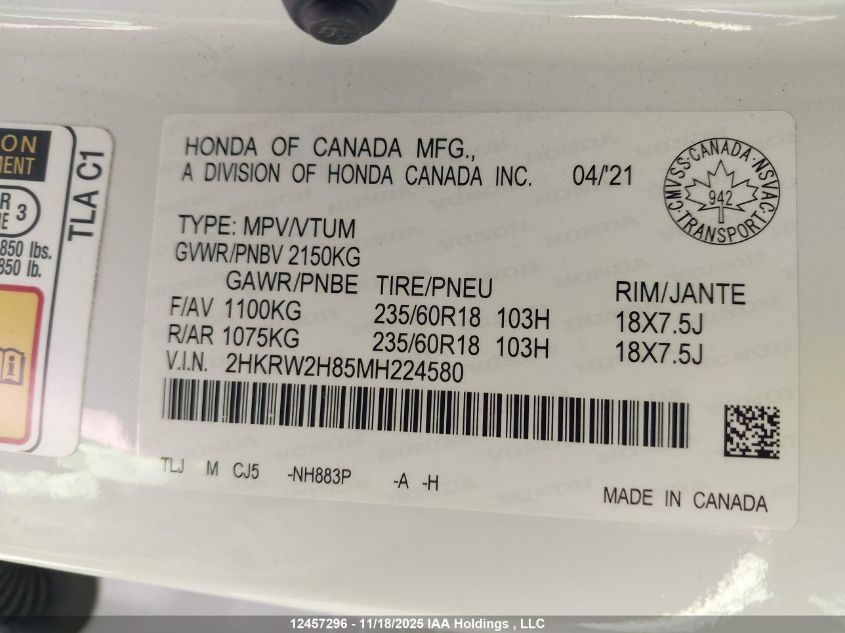 HONDA OF CANADA MFG.,
A DIVISION OF HONDA CANADA INC. 04/'21
CMVSS·CANADA·NSVAC·TRANSPORT
942
TYPE: MPV/VTUM
GVWR/PNBV 2150KG
GAWR/PNBE TIRE/PNEU RIM/JANTE
F/AV 1100KG 235/60R18 103H 18X7.5J
R/AR 1075KG 235/60R18 103H 18X7.5J
V.I.N. 2HKRW2H85MH224580
TLJ M CJ5 -NH883P -A -H
MADE IN CANADA
TLA C1
3
850 lbs.
850 lb.
12457296 - 11/18/2025 IAA Holdings , LLC